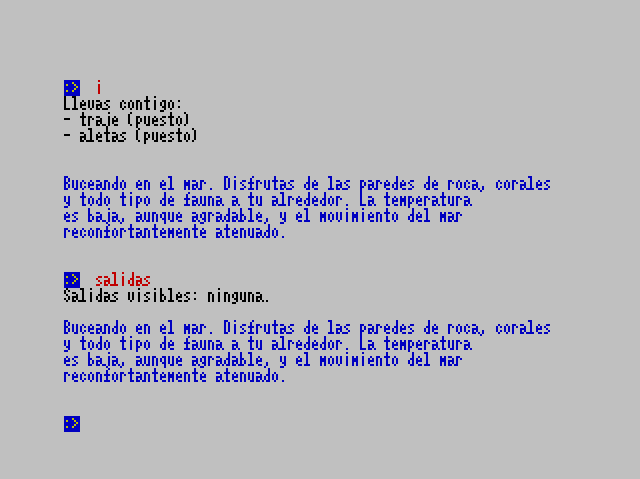 :> i
Llevas contigo:
- traje (puesto)
- aletas (puesto)
Buceando en el mar. Disfrutas de las paredes de roca, corales
y todo tipo de fauna a tu alrededor. La temperatura
es baja, aunque agradable, y el movimiento del mar
reconfortantemente atenuado.
:> salidas
Salidas visibles: ninguna.
Buceando en el mar. Disfrutas de las paredes de roca, corales
y todo tipo de fauna a tu alrededor. La temperatura
es baja, aunque agradable, y el movimiento del mar
reconfortantemente atenuado.
:>